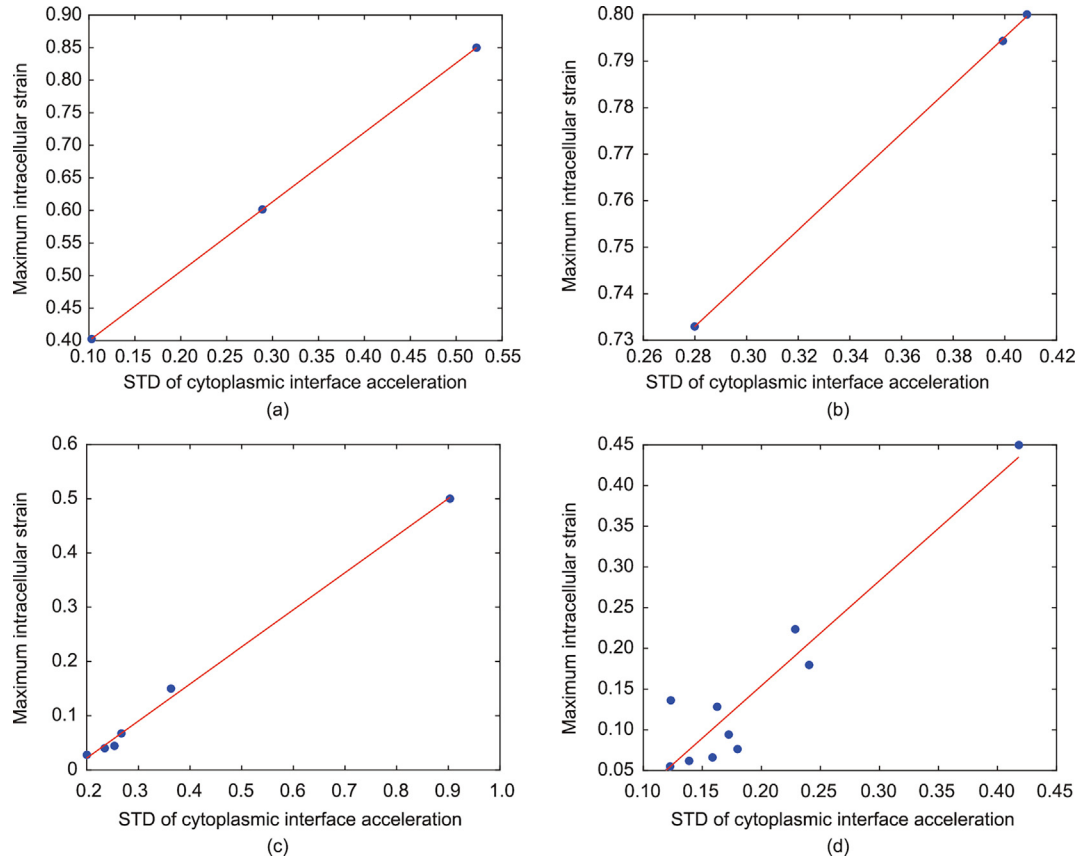 0.90
0.85
0.80
0.75
0.70
0.65
0.60
0.55
0.50
0.45
0.40
Maximum intracellular strain
0.10 0.15 0.20 0.25 0.30 0.35 0.40 0.45 0.50 0.55
STD of cytoplasmic interface acceleration
(a)
0.80
0.79
0.78
0.77
0.76
0.75
0.74
0.73
Maximum intracellular strain
0.26 0.28 0.30 0.32 0.34 0.36 0.38 0.40 0.42
STD of cytoplasmic interface acceleration
(b)
0.6
0.5
0.4
0.3
0.2
0.1
0
Maximum intracellular strain
0.2 0.3 0.4 0.5 0.6 0.7 0.8 0.9 1.0
STD of cytoplasmic interface acceleration
(c)
0.45
0.40
0.35
0.30
0.25
0.20
0.15
0.10
0.05
Maximum intracellular strain
0.10 0.15 0.20 0.25 0.30 0.35 0.40 0.45
STD of cytoplasmic interface acceleration
(d)